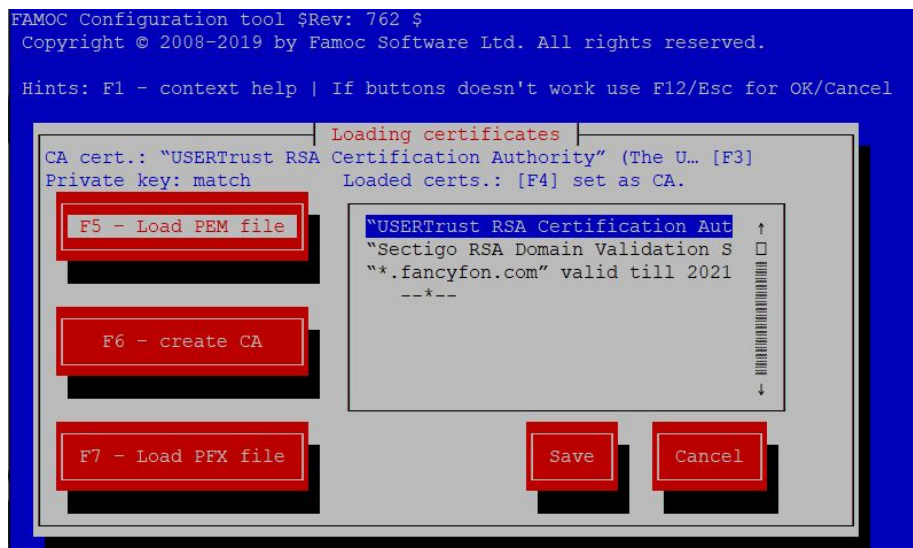 FAMOC Configuration tool $Rev: 762 $
Copyright © 2008-2019 by Famoc Software Ltd. All rights reserved.
Hints: F1 - context help | If buttons doesn't work use F12/Esc for OK/Cancel
Loading certificates
CA cert.: "USERTrust RSA Certification Authority" (The U… [F3]
Private key: match Loaded certs.: [F4] set as CA.
F5 - Load PEM file
"USERTrust RSA Certification Aut
"Sectigo RSA Domain Validation S
"*.fancyfon.com" valid till 2021
--*--
F6 - create CA
F7 - Load PFX file
Save
Cancel